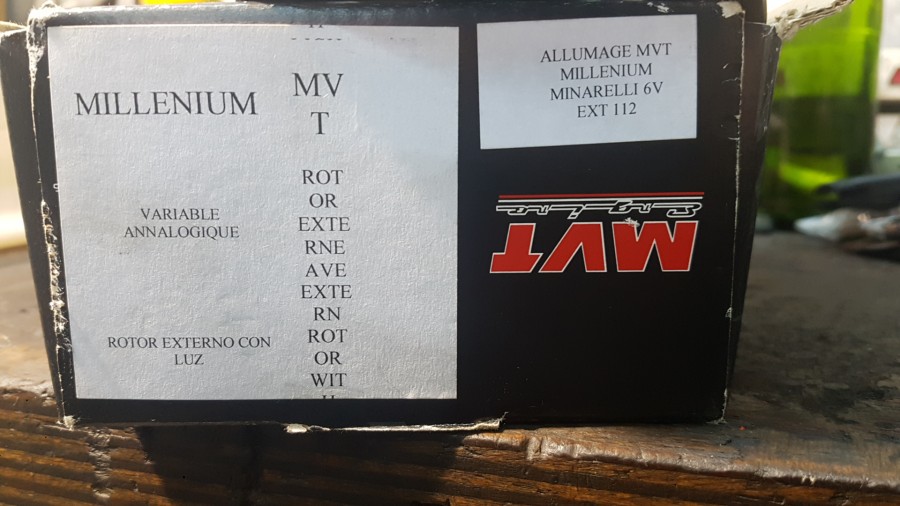 MILLENIUM
VARIABLE
ANNALOGIQUE
ROTOR EXTERNO CON
LUZ
MV
T
ROT
OR
EXTE
RNE
AVE
EXTE
RN
ROT
OR
WIT
ALLUMAGE MVT
MILLENIUM
MINARELLI 6V
EXT 112
MVT